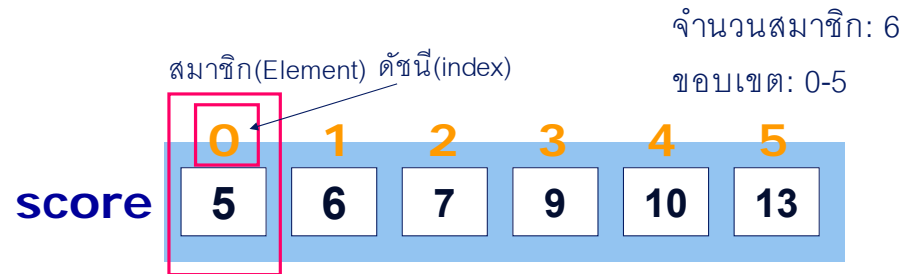 จำนวนสมาชิก: 6
สมาชิก(Element) ดัชนี(index)
ขอบเขต: 0-5
0 1 2 3 4 5
score 5 6 7 9 10 13